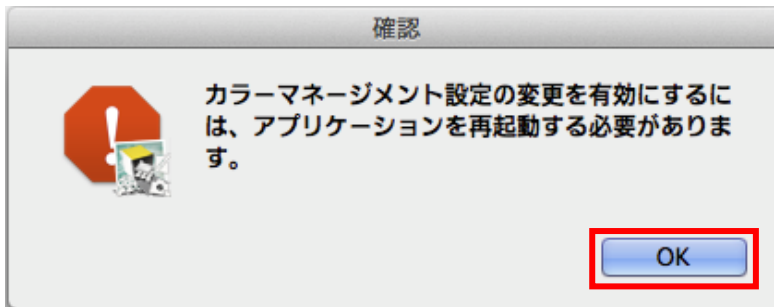 確認
カラーマネージメント設定の変更を有効にするに
は、アプリケーションを再起動する必要がありま
す。
OK